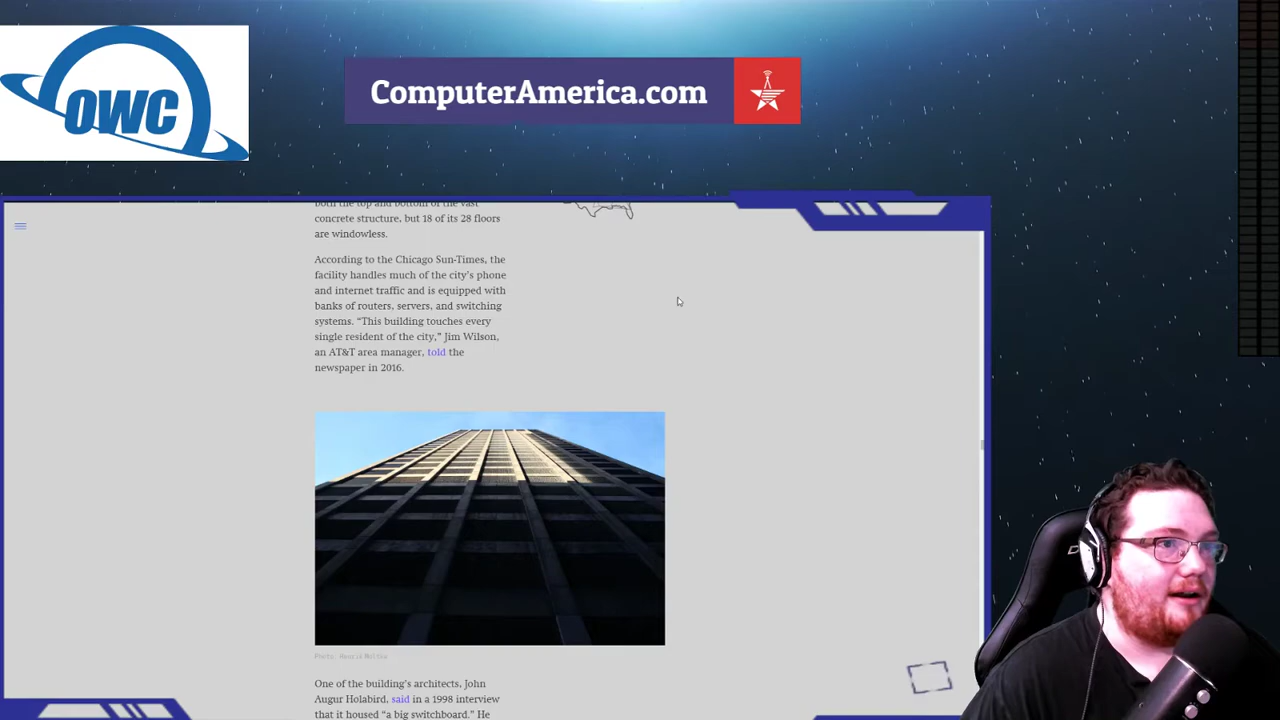 OWC
ComputerAmerica.com
both the top and bottom of the vast
concrete structure, but 18 of its 28 floors
are windowless.
According to the Chicago Sun-Times, the
facility handles much of the city’s phone
and internet traffic and is equipped with
banks of routers, servers, and switching
systems. “This building touches every
single resident of the city,” Jim Wilson,
an AT&T area manager, told the
newspaper in 2016.
Photo: Henrik Moltke
One of the building’s architects, John
Augur Holabird, said in a 1998 interview
that it housed “a big switchboard.” He